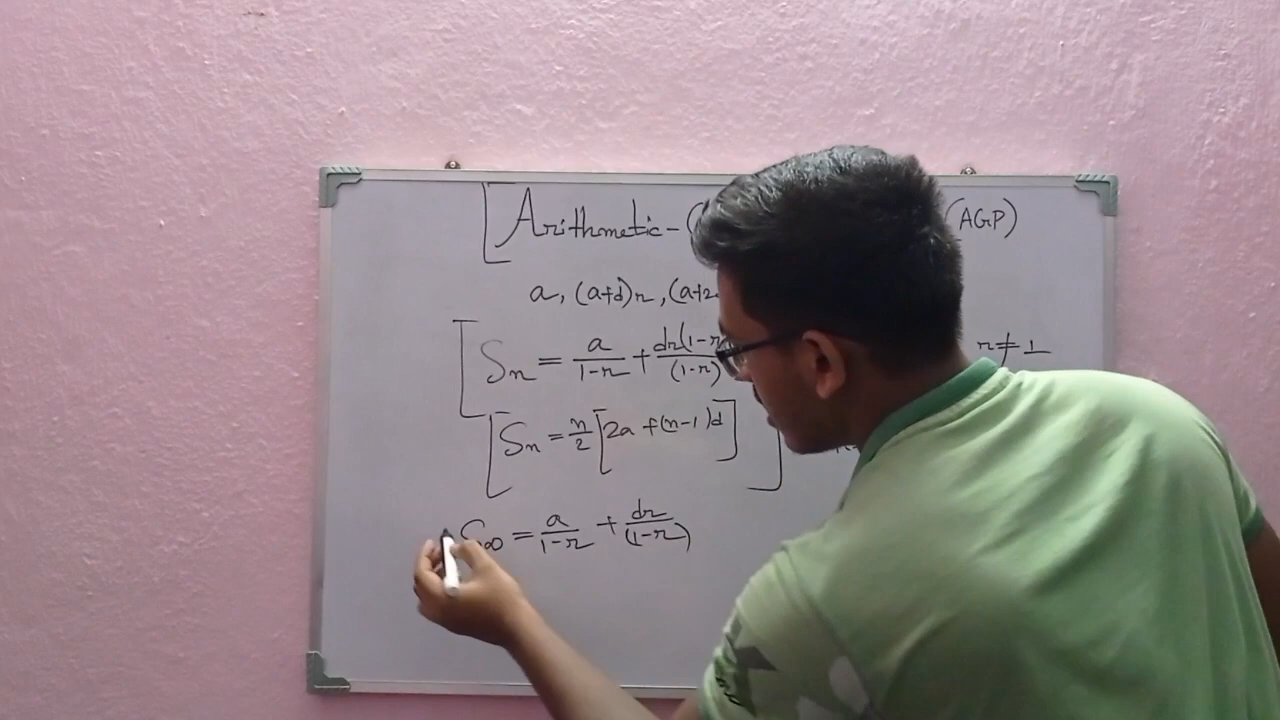 Arithmetic- (AGP)
a, (a+d)r, (a+2
Sn = a/(1-r) + dr(1-r / (1-r) r≠1
Sn = n/2 [2a+(n-1)d]
S∞ = a/(1-r) + dr/(1-r)